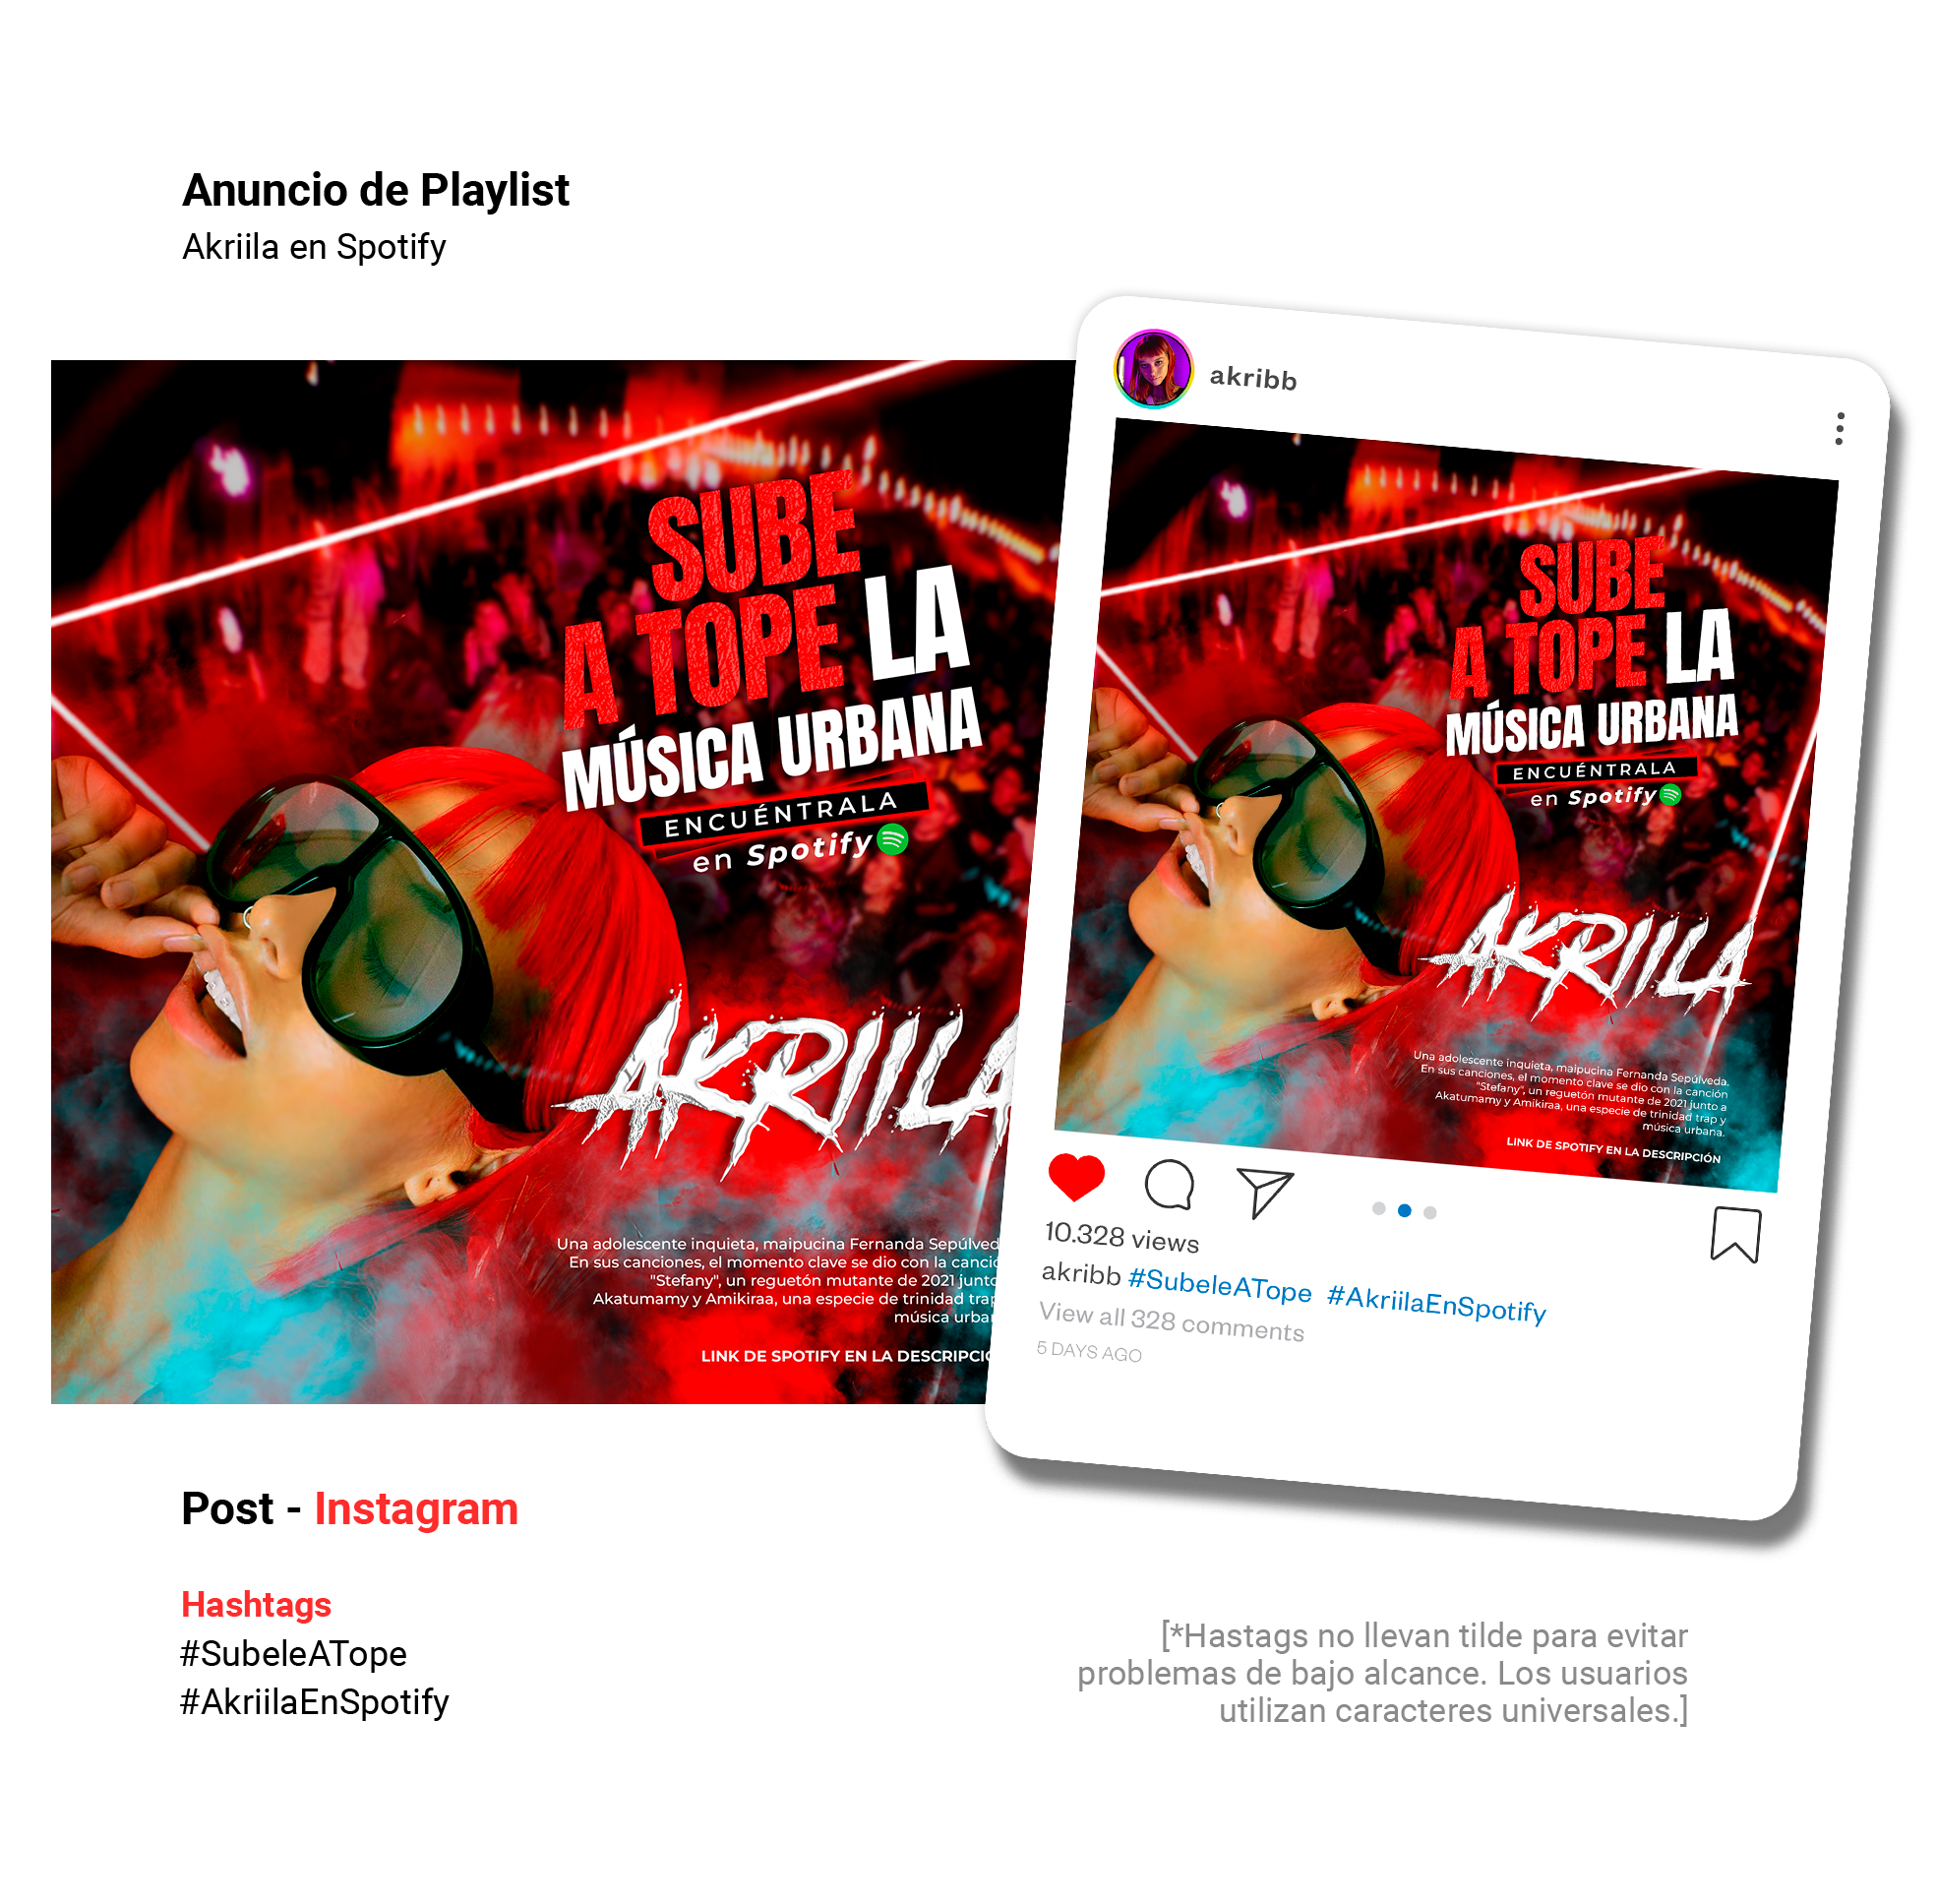 Anuncio de Playlist
Akriila en Spotify
SUBE
A TOPE LA
MÚSICA URBANA
ENCUÉNTRALA
en Spotify
AKRIILA
Una adolescente inquieta, maipucina Fernanda Sepúlved
En sus canciones, el momento clave se dio con la canció
"Stefany", un reguetón mutante de 2021 junto
Akatumamy y Amikiraa, una especie de trinidad trap
música urban
LINK DE SPOTIFY EN LA DESCRIPCIÓ
akribb
SUBE
A TOPE LA
MÚSICA URBANA
ENCUÉNTRALA
en Spotify
AKRIILA
Una adolescente inquieta, maipucina Fernanda Sepúlveda.
En sus canciones, el momento clave se dio con la canción
"Stefany", un reguetón mutante de 2021 junto a
Akatumamy y Amikiraa, una especie de trinidad trap y
música urbana.
LINK DE SPOTIFY EN LA DESCRIPCIÓN
10.328 views
akribb #SubeleATope #AkriilaEnSpotify
View all 328 comments
5 DAYS AGO
Post - Instagram
Hashtags
#SubeleATope
#AkriilaEnSpotify
[*Hastags no llevan tilde para evitar
problemas de bajo alcance. Los usuarios
utilizan caracteres universales.]